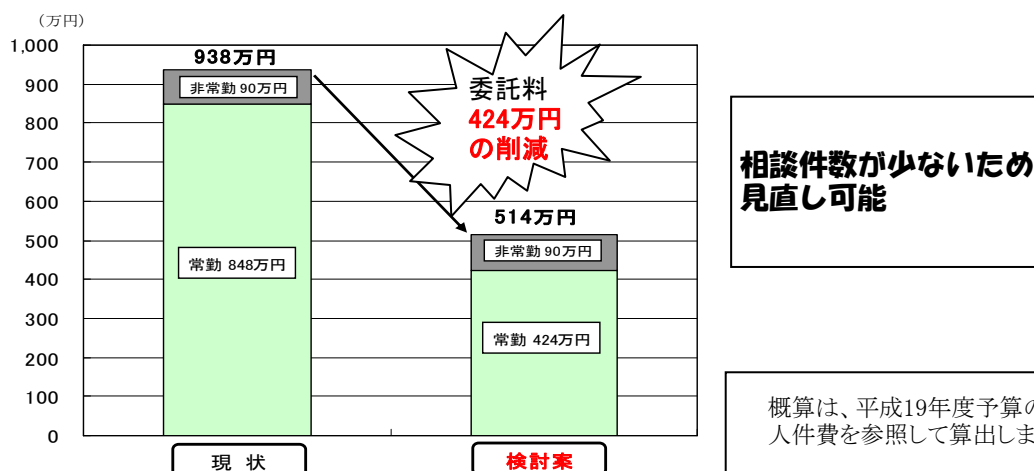 （万円）
1,000
900
800
700
600
500
400
300
200
100
0
938万円
非常勤 90万円
常勤 848万円
現 状
委託料
424万円
の削減
514万円
非常勤 90万円
常勤 424万円
検討案
相談件数が少ないため
見直し可能
概算は、平成19年度予算の
人件費を参照して算出しま